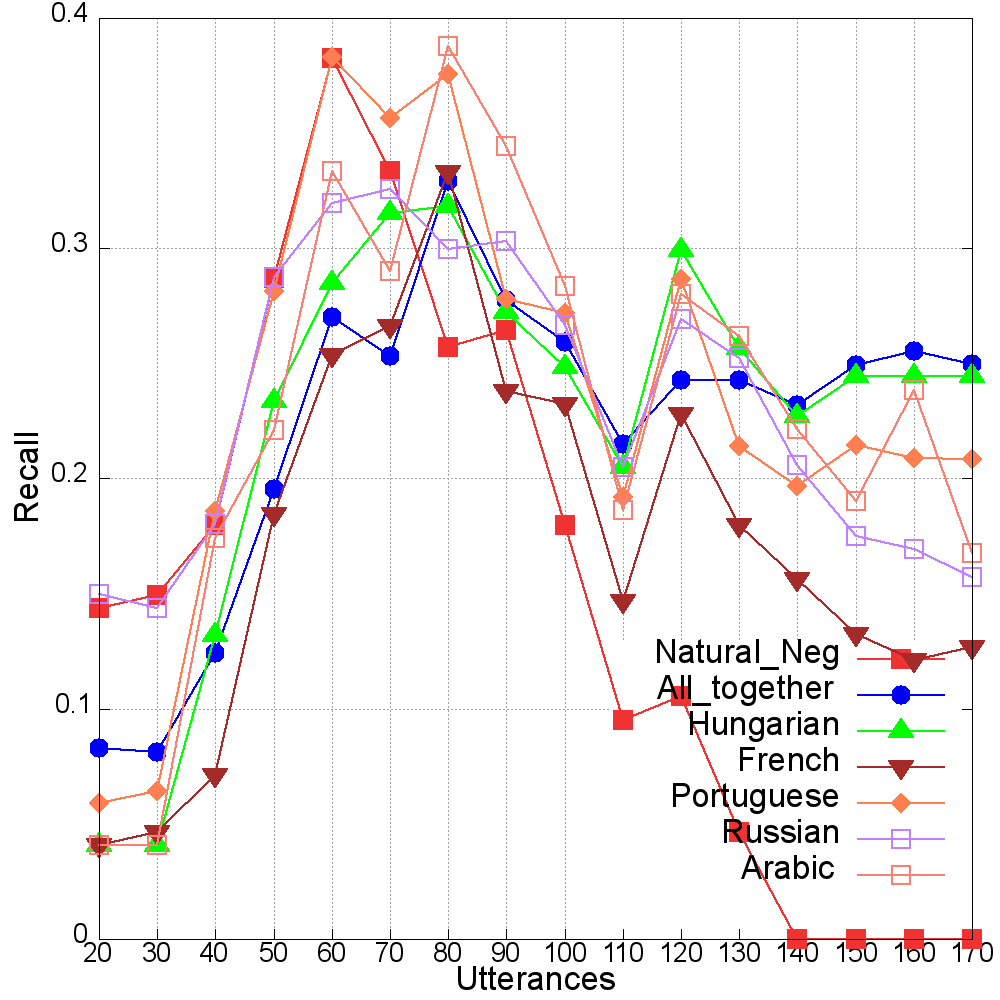 0.4
0.3
0.2
0.1
0
Recall
20 30 40 50 60 70 80 90 100 110 120 130 140 150 160 170
Utterances
Natural_Neg
All_together
Hungarian
French
Portuguese
Russian
Arabic